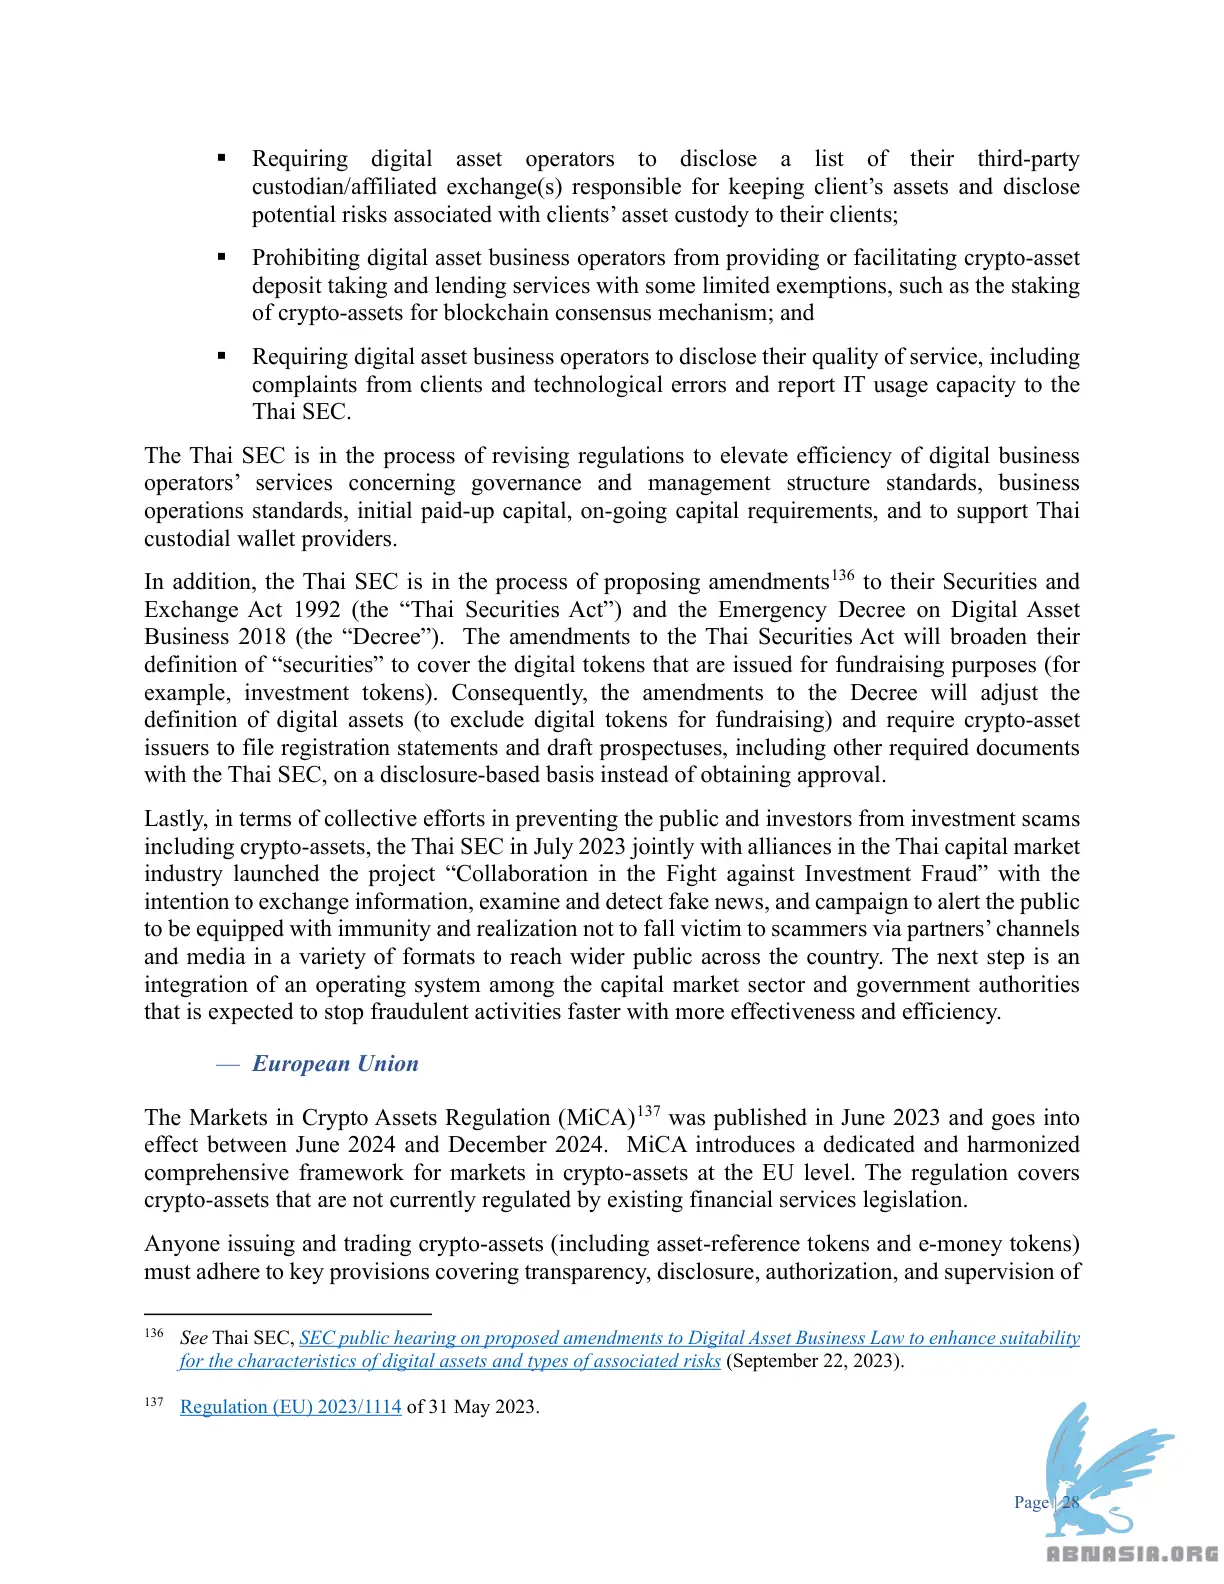 ▪ Requiring digital asset operators to disclose a list of their third-party
custodian/affiliated exchange(s) responsible for keeping client’s assets and disclose
potential risks associated with clients’ asset custody to their clients;
▪ Prohibiting digital asset business operators from providing or facilitating crypto-asset
deposit taking and lending services with some limited exemptions, such as the staking
of crypto-assets for blockchain consensus mechanism; and
▪ Requiring digital asset business operators to disclose their quality of service, including
complaints from clients and technological errors and report IT usage capacity to the
Thai SEC.
The Thai SEC is in the process of revising regulations to elevate efficiency of digital business
operators’ services concerning governance and management structure standards, business
operations standards, initial paid-up capital, on-going capital requirements, and to support Thai
custodial wallet providers.
In addition, the Thai SEC is in the process of proposing amendments136 to their Securities and
Exchange Act 1992 (the “Thai Securities Act”) and the Emergency Decree on Digital Asset
Business 2018 (the “Decree”). The amendments to the Thai Securities Act will broaden their
definition of “securities” to cover the digital tokens that are issued for fundraising purposes (for
example, investment tokens). Consequently, the amendments to the Decree will adjust the
definition of digital assets (to exclude digital tokens for fundraising) and require crypto-asset
issuers to file registration statements and draft prospectuses, including other required documents
with the Thai SEC, on a disclosure-based basis instead of obtaining approval.
Lastly, in terms of collective efforts in preventing the public and investors from investment scams
including crypto-assets, the Thai SEC in July 2023 jointly with alliances in the Thai capital market
industry launched the project “Collaboration in the Fight against Investment Fraud” with the
intention to exchange information, examine and detect fake news, and campaign to alert the public
to be equipped with immunity and realization not to fall victim to scammers via partners’ channels
and media in a variety of formats to reach wider public across the country. The next step is an
integration of an operating system among the capital market sector and government authorities
that is expected to stop fraudulent activities faster with more effectiveness and efficiency.
— European Union
The Markets in Crypto Assets Regulation (MiCA)137 was published in June 2023 and goes into
effect between June 2024 and December 2024. MiCA introduces a dedicated and harmonized
comprehensive framework for markets in crypto-assets at the EU level. The regulation covers
crypto-assets that are not currently regulated by existing financial services legislation.
Anyone issuing and trading crypto-assets (including asset-reference tokens and e-money tokens)
must adhere to key provisions covering transparency, disclosure, authorization, and supervision of
136 See Thai SEC, SEC public hearing on proposed amendments to Digital Asset Business Law to enhance suitability
for the characteristics of digital assets and types of associated risks (September 22, 2023).
137 Regulation (EU) 2023/1114 of 31 May 2023.
Page | 28
ABNASIA.ORG